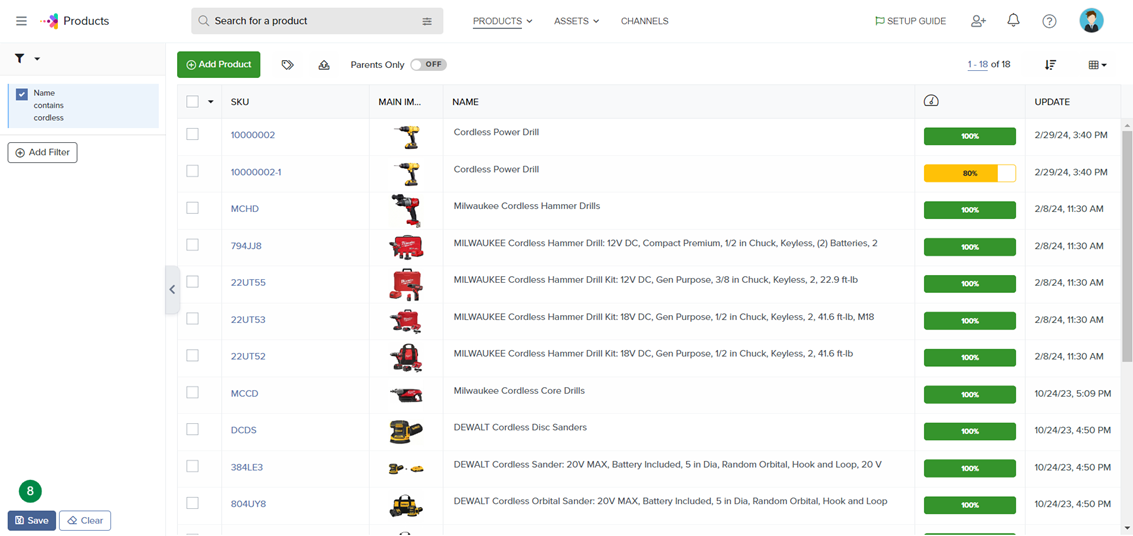 Products
Search for a product
PRODUCTS
ASSETS
CHANNELS
SETUP GUIDE
Add Product
Parents Only
OFF
1 - 18 of 18
Name
contains
cordless
Add Filter
SKU
MAIN IM...
NAME
UPDATE
10000002
Cordless Power Drill
100%
2/29/24, 3:40 PM
10000002-1
Cordless Power Drill
80%
2/29/24, 3:40 PM
MCHD
Milwaukee Cordless Hammer Drills
100%
2/8/24, 11:30 AM
794JJ8
MILWAUKEE Cordless Hammer Drill: 12V DC, Compact Premium, 1/2 in Chuck, Keyless, (2) Batteries, 2
100%
2/8/24, 11:30 AM
22UT55
MILWAUKEE Cordless Hammer Drill Kit: 12V DC, Gen Purpose, 3/8 in Chuck, Keyless, 2, 22.9 ft-lb
100%
2/8/24, 11:30 AM
22UT53
MILWAUKEE Cordless Hammer Drill Kit: 18V DC, Gen Purpose, 1/2 in Chuck, Keyless, 2, 41.6 ft-lb, M18
100%
2/8/24, 11:30 AM
22UT52
MILWAUKEE Cordless Hammer Drill Kit: 18V DC, Gen Purpose, 1/2 in Chuck, Keyless, 2, 41.6 ft-lb
100%
2/8/24, 11:30 AM
MCCD
Milwaukee Cordless Core Drills
100%
10/24/23, 5:09 PM
DCDS
DEWALT Cordless Disc Sanders
100%
10/24/23, 4:50 PM
384LE3
DEWALT Cordless Sander: 20V MAX, Battery Included, 5 in Dia, Random Orbital, Hook and Loop, 20 V
100%
10/24/23, 4:50 PM
804UY8
DEWALT Cordless Orbital Sander: 20V MAX, Battery Included, 5 in Dia, Random Orbital, Hook and Loop
100%
10/24/23, 4:50 PM
8
Save
Clear